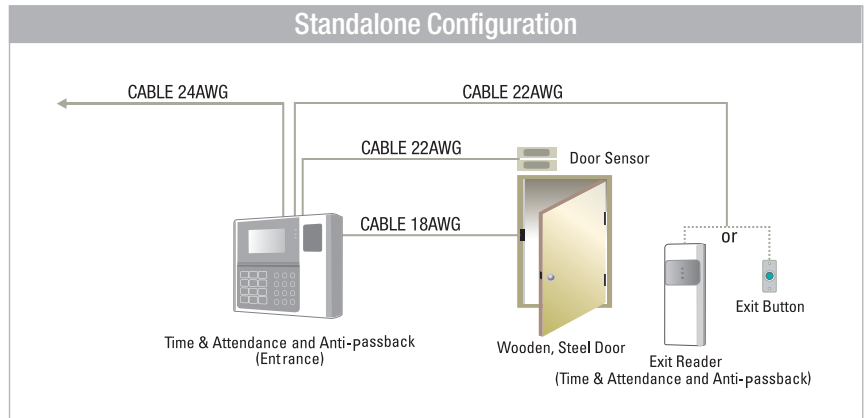 Standalone Configuration
CABLE 24AWG
CABLE 22AWG
CABLE 22AWG
Door Sensor
CABLE 18AWG
or
Exit Button
Time & Attendance and Anti-passback
(Entrance)
Wooden, Steel Door
Exit Reader
(Time & Attendance and Anti-passback)